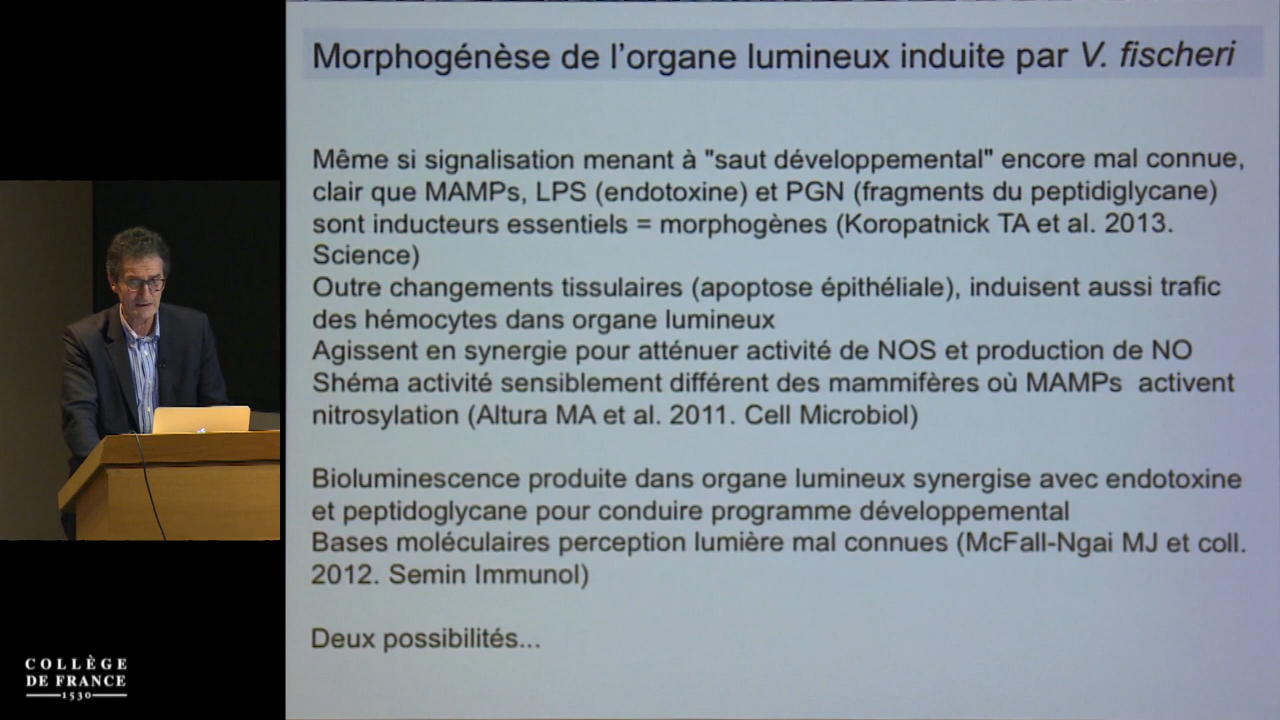 Morphogénèse de l'organe lumineux induite par V. fischeri
Même si signalisation menant à "saut développemental" encore mal connue,
clair que MAMPs, LPS (endotoxine) et PGN (fragments du peptidiglycane)
sont inducteurs essentiels = morphogènes (Koropatnick TA et al. 2013.
Science)
Outre changements tissulaires (apoptose épithéliale), induisent aussi trafic
des hémocytes dans organe lumineux
Agissent en synergie pour atténuer activité de NOS et production de NO
Shéma activité sensiblement différent des mammifères où MAMPs activent
nitrosylation (Altura MA et al. 2011. Cell Microbiol)
Bioluminescence produite dans organe lumineux synergise avec endotoxine
et peptidoglycane pour conduire programme développemental
Bases moléculaires perception lumière mal connues (McFall-Ngai MJ et coll.
2012. Semin Immunol)
Deux possibilités...
COLLÈGE
DE FRANCE
1530